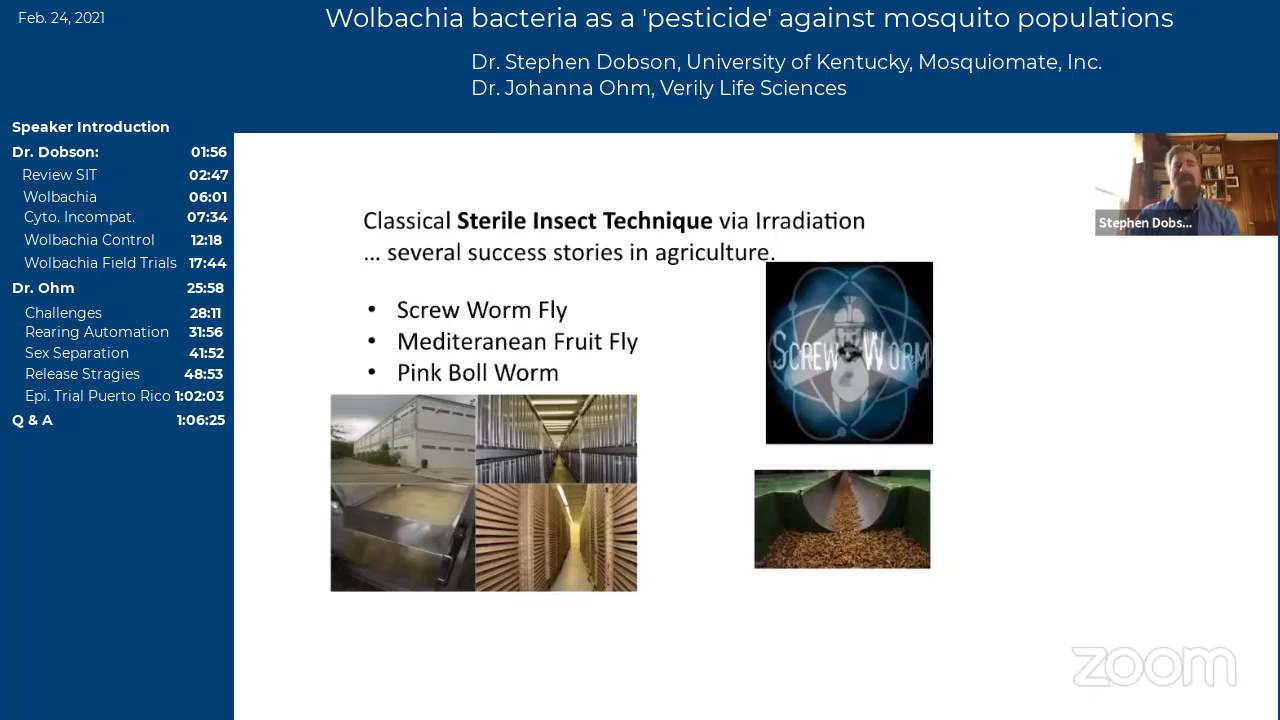 Feb. 24, 2021
Wolbachia bacteria as a 'pesticide' against mosquito populations
Dr. Stephen Dobson, University of Kentucky, Mosquiomate, Inc.
Dr. Johanna Ohm, Verily Life Sciences
Speaker Introduction
Dr. Dobson: 01:56
Review SIT 02:47
Wolbachia 06:01
Cyto. Incompat. 07:34
Wolbachia Control 12:18
Wolbachia Field Trials 17:44
Dr. Ohm 25:58
Challenges 28:11
Rearing Automation 31:56
Sex Separation 41:52
Release Stragies 48:53
Epi. Trial Puerto Rico 1:02:03
Q & A 1:06:25
Classical Sterile Insect Technique via Irradiation
... several success stories in agriculture.
• Screw Worm Fly
• Mediteranean Fruit Fly
• Pink Boll Worm
SCREW WORM
Stephen Dobs...
zoom